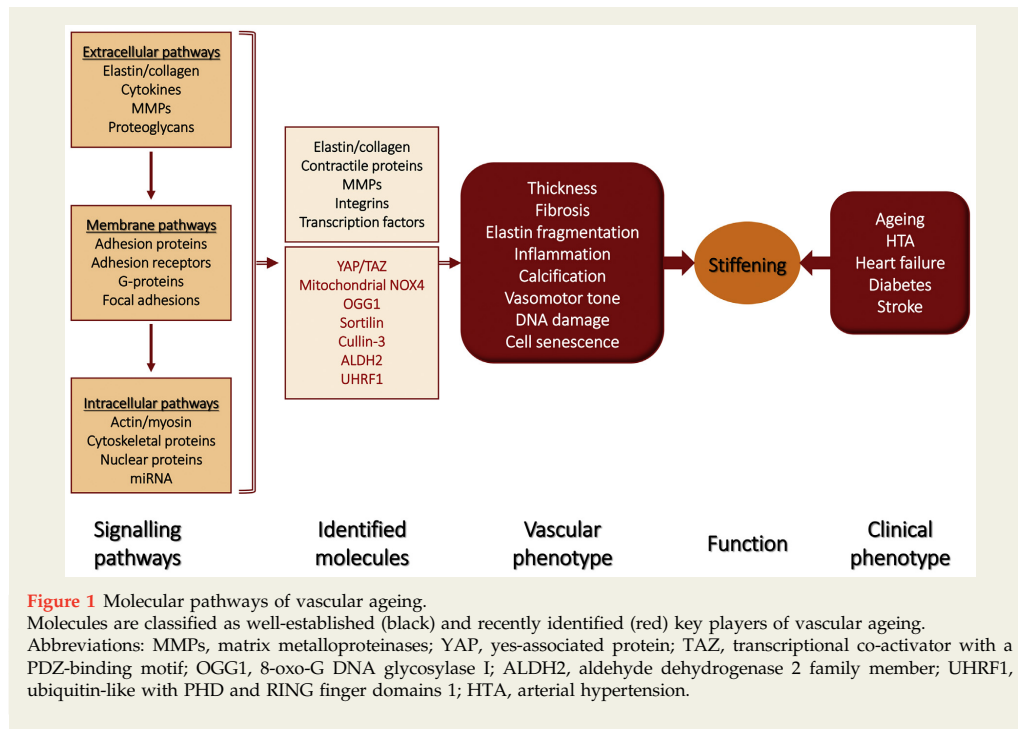 Extracellular pathways
Elastin/collagen
Cytokines
MMPs
Proteoglycans
Membrane pathways
Adhesion proteins
Adhesion receptors
G-proteins
Focal adhesions
Intracellular pathways
Actin/myosin
Cytoskeletal proteins
Nuclear proteins
miRNA
Elastin/collagen
Contractile proteins
MMPs
Integrins
Transcription factors
YAP/TAZ
Mitochondrial NOX4
OGG1
Sortilin
Cullin-3
ALDH2
UHRF1
Thickness
Fibrosis
Elastin fragmentation
Inflammation
Calcification
Vasomotor tone
DNA damage
Cell senescence
Stiffening
Ageing
HTA
Heart failure
Diabetes
Stroke
Signalling
pathways
Identified
molecules
Vascular
phenotype
Function
Clinical
phenotype
Figure 1 Molecular pathways of vascular ageing.
Molecules are classified as well-established (black) and recently identified (red) key players of vascular ageing.
Abbreviations: MMPs, matrix metalloproteinases; YAP, yes-associated protein; TAZ, transcriptional co-activator with a
PDZ-binding motif; OGG1, 8-oxo-G DNA glycosylase I; ALDH2, aldehyde dehydrogenase 2 family member; UHRF1,
ubiquitin-like with PHD and RING finger domains 1; HTA, arterial hypertension.